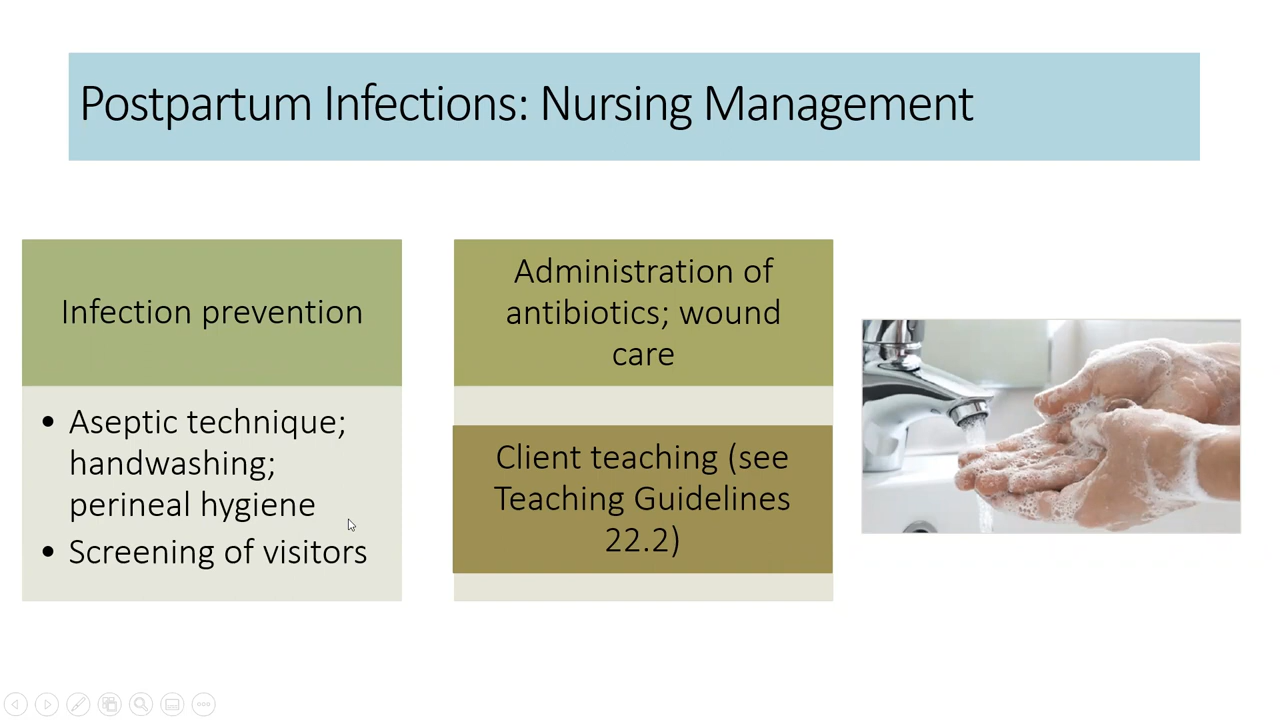 Postpartum Infections: Nursing Management
Infection prevention
• Aseptic technique;
handwashing;
perineal hygiene
• Screening of visitors
Administration of
antibiotics; wound
care
Client teaching (see
Teaching Guidelines
22.2)